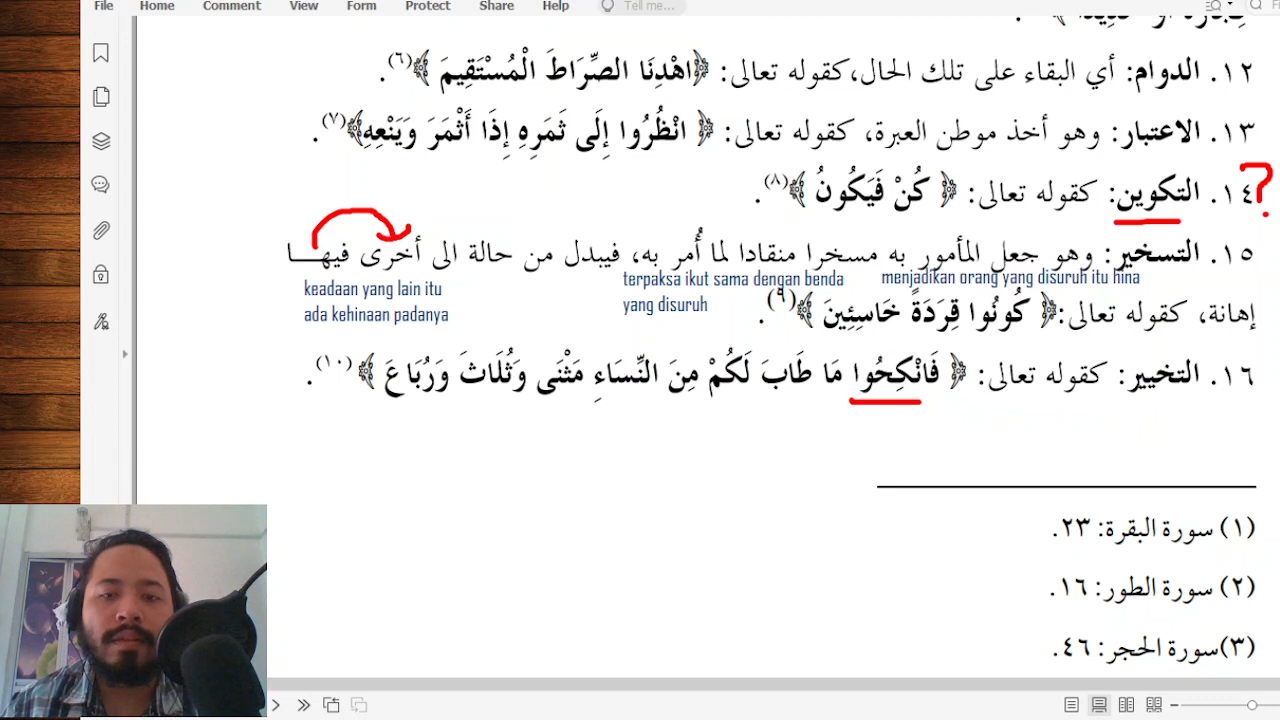 File Home Comment View Form Protect Share Help Tell me...
١٢. الدوام: أي البقاء على تلك الحال،كقوله تعالى: ﴿اهْدِنَا الصِّرَاطَ الْمُسْتَقِيمَ ﴾(٦).
١٣. الاعتبار: وهو أخذ موطن العبرة، كقوله تعالى: ﴿ انْظُرُوا إِلَى ثَمَرِهِ إِذَا أَثْمَرَ وَيَنْعِهِ﴾(٧).
?
١٤. التكوين: كقوله تعالى: ﴿ كُنْ فَيَكُونُ ﴾(٨).
١٥. التسخير: وهو جعل المأمور به مسخرا منقادا لما أُمر به، فيبدل من حالة الى أخرى فيهـــا
menjadikan orang yang disuruh itu hina
terpaksa ikut sama dengan benda
yang disuruh
keadaan yang lain itu
ada kehinaan padanya
إهانة، كقوله تعالى:﴿ كُونُوا قِرَدَةً خَاسِئِينَ ﴾(٩).
١٦. التخيير: كقوله تعالى: ﴿ فَانْكِحُوا مَا طَابَ لَكُمْ مِنَ النِّسَاءِ مَثْنَى وَثُلَاثَ وَرُبَاعَ ﴾(١٠).
(١) سورة البقرة: ٢٣.
(٢) سورة الطور: ١٦.
(٣)سورة الحجر: ٤٦.